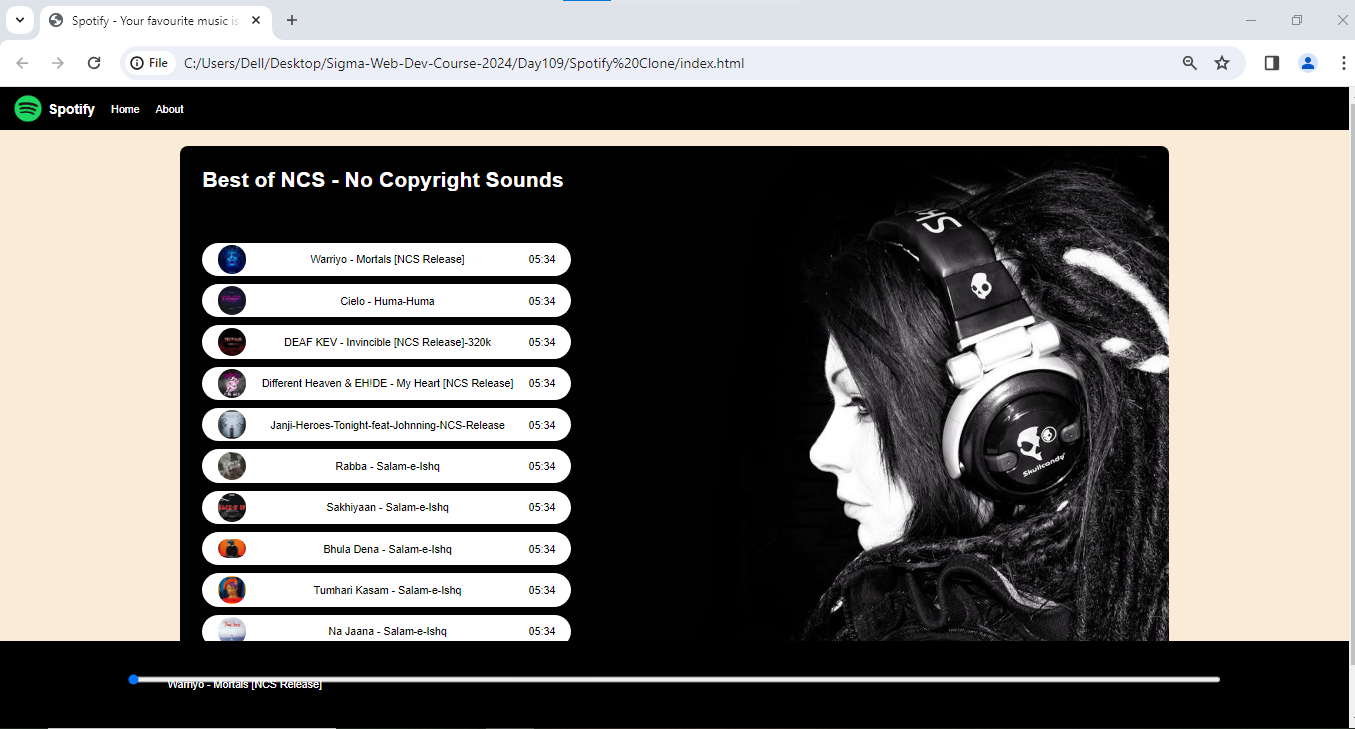 Spotify - Your favourite music is
File
C:/Users/Dell/Desktop/Sigma-Web-Dev-Course-2024/Day109/Spotify%20Clone/index.html
Spotify Home About
Best of NCS - No Copyright Sounds
Warriyo - Mortals [NCS Release] 05:34
Cielo - Huma-Huma 05:34
DEAF KEV - Invincible [NCS Release]-320k 05:34
Different Heaven & EH!DE - My Heart [NCS Release] 05:34
Janji-Heroes-Tonight-feat-Johnning-NCS-Release 05:34
Rabba - Salam-e-Ishq 05:34
Sakhiyaan - Salam-e-Ishq 05:34
Bhula Dena - Salam-e-Ishq 05:34
Tumhari Kasam - Salam-e-Ishq 05:34
Na Jaana - Salam-e-Ishq 05:34
Skullcandy
Warriyo - Mortals [NCS Release]